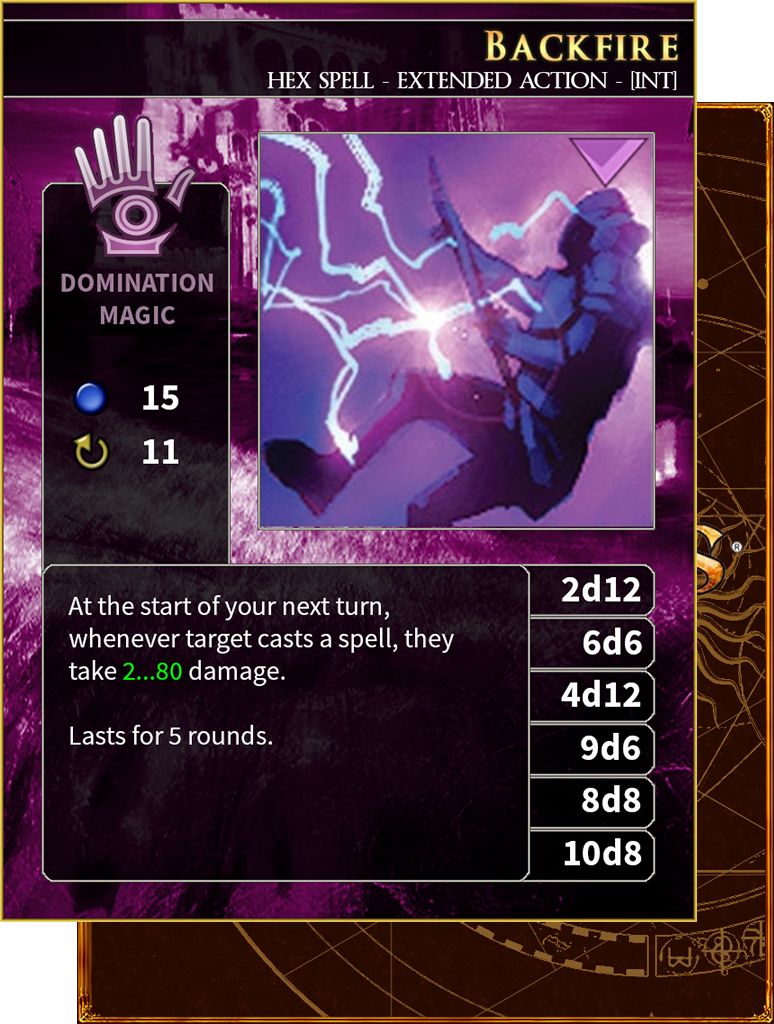 BACKFIRE
HEX SPELL - EXTENDED ACTION - [INT]
DOMINATION
MAGIC
15
11
At the start of your next turn,
whenever target casts a spell, they
take 2...80 damage.
Lasts for 5 rounds.
2d12
6d6
4d12
9d6
8d8
10d8
S®